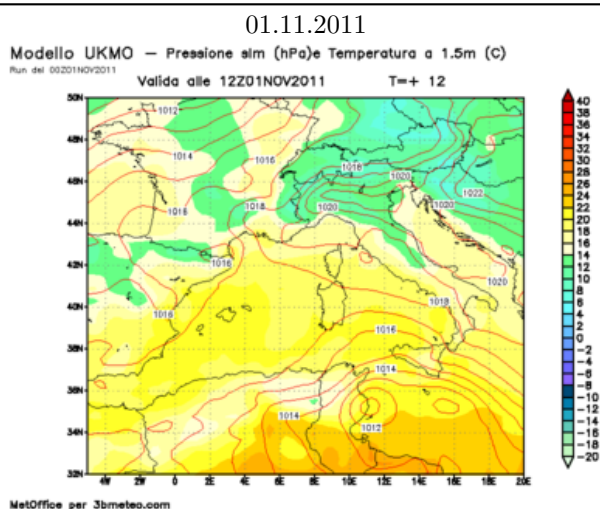 01.11.2011
Modello UKMO – Pressione slm (hPa)e Temperatura a 1.5m (C)
Run del 00Z01NOV2011
Valida alle 12Z01NOV2011 T=+ 12
50N
48N
46N
44N
42N
40N
38N
36N
34N
32N
1012
1014
1016
1016
1018
1018
1020
1020
1022
1020
1020
1016
1016
1018
1016
1014
1014
1012
1020
4W
2W
0
2E
4E
6E
8E
10E
12E
14E
16E
18E
20E
40
38
36
34
32
30
28
26
24
22
20
18
16
14
12
10
8
6
4
2
0
-2
-4
-6
-8
-10
-12
-14
-16
-18
-20
MetOffice per 3bmeteo.com